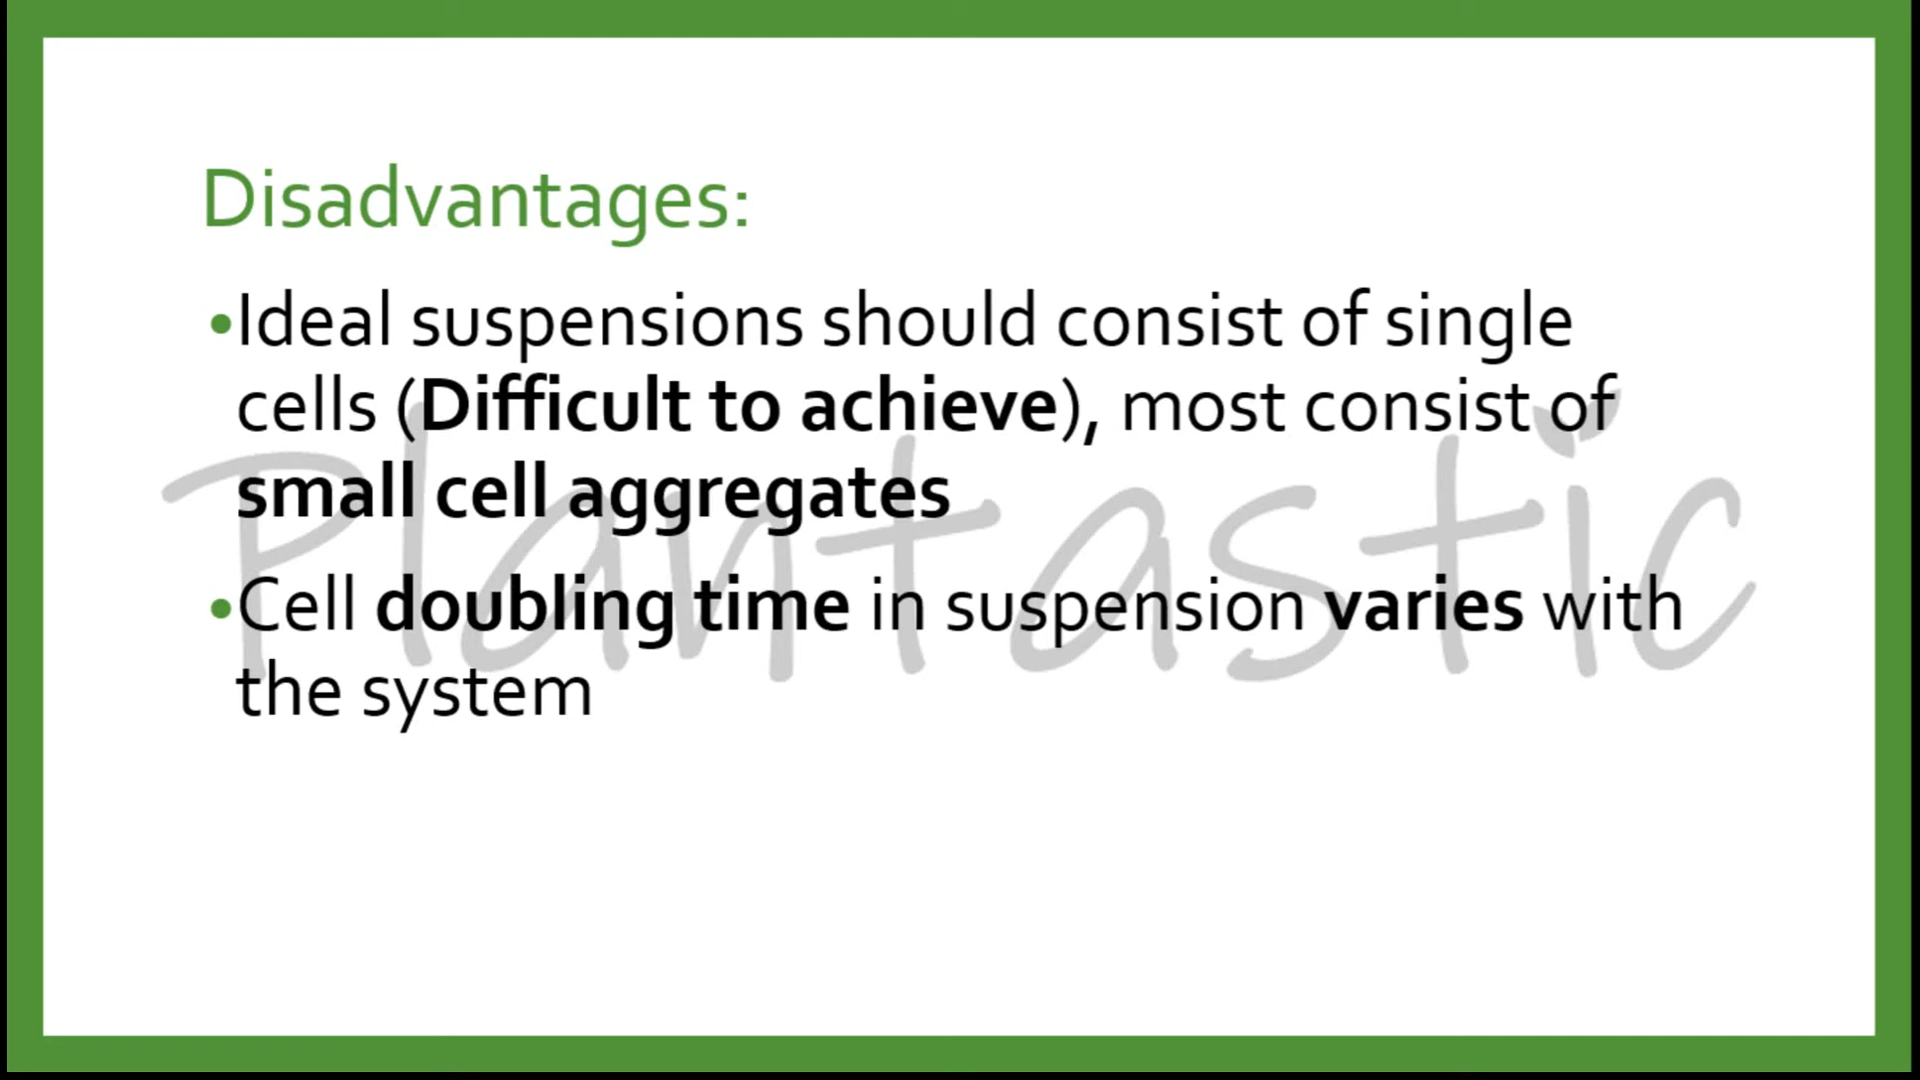 Disadvantages:
•Ideal suspensions should consist of single
cells (Difficult to achieve), most consist of
small cell aggregates
•Cell doubling time in suspension varies with
the system
Plantastic